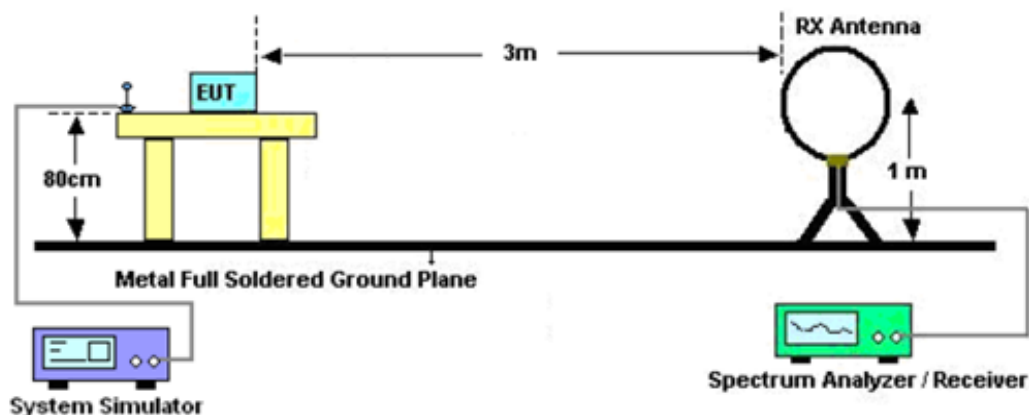 RX Antenna
3m
EUT
80cm
1 m
Metal Full Soldered Ground Plane
System Simulator
Spectrum Analyzer / Receiver